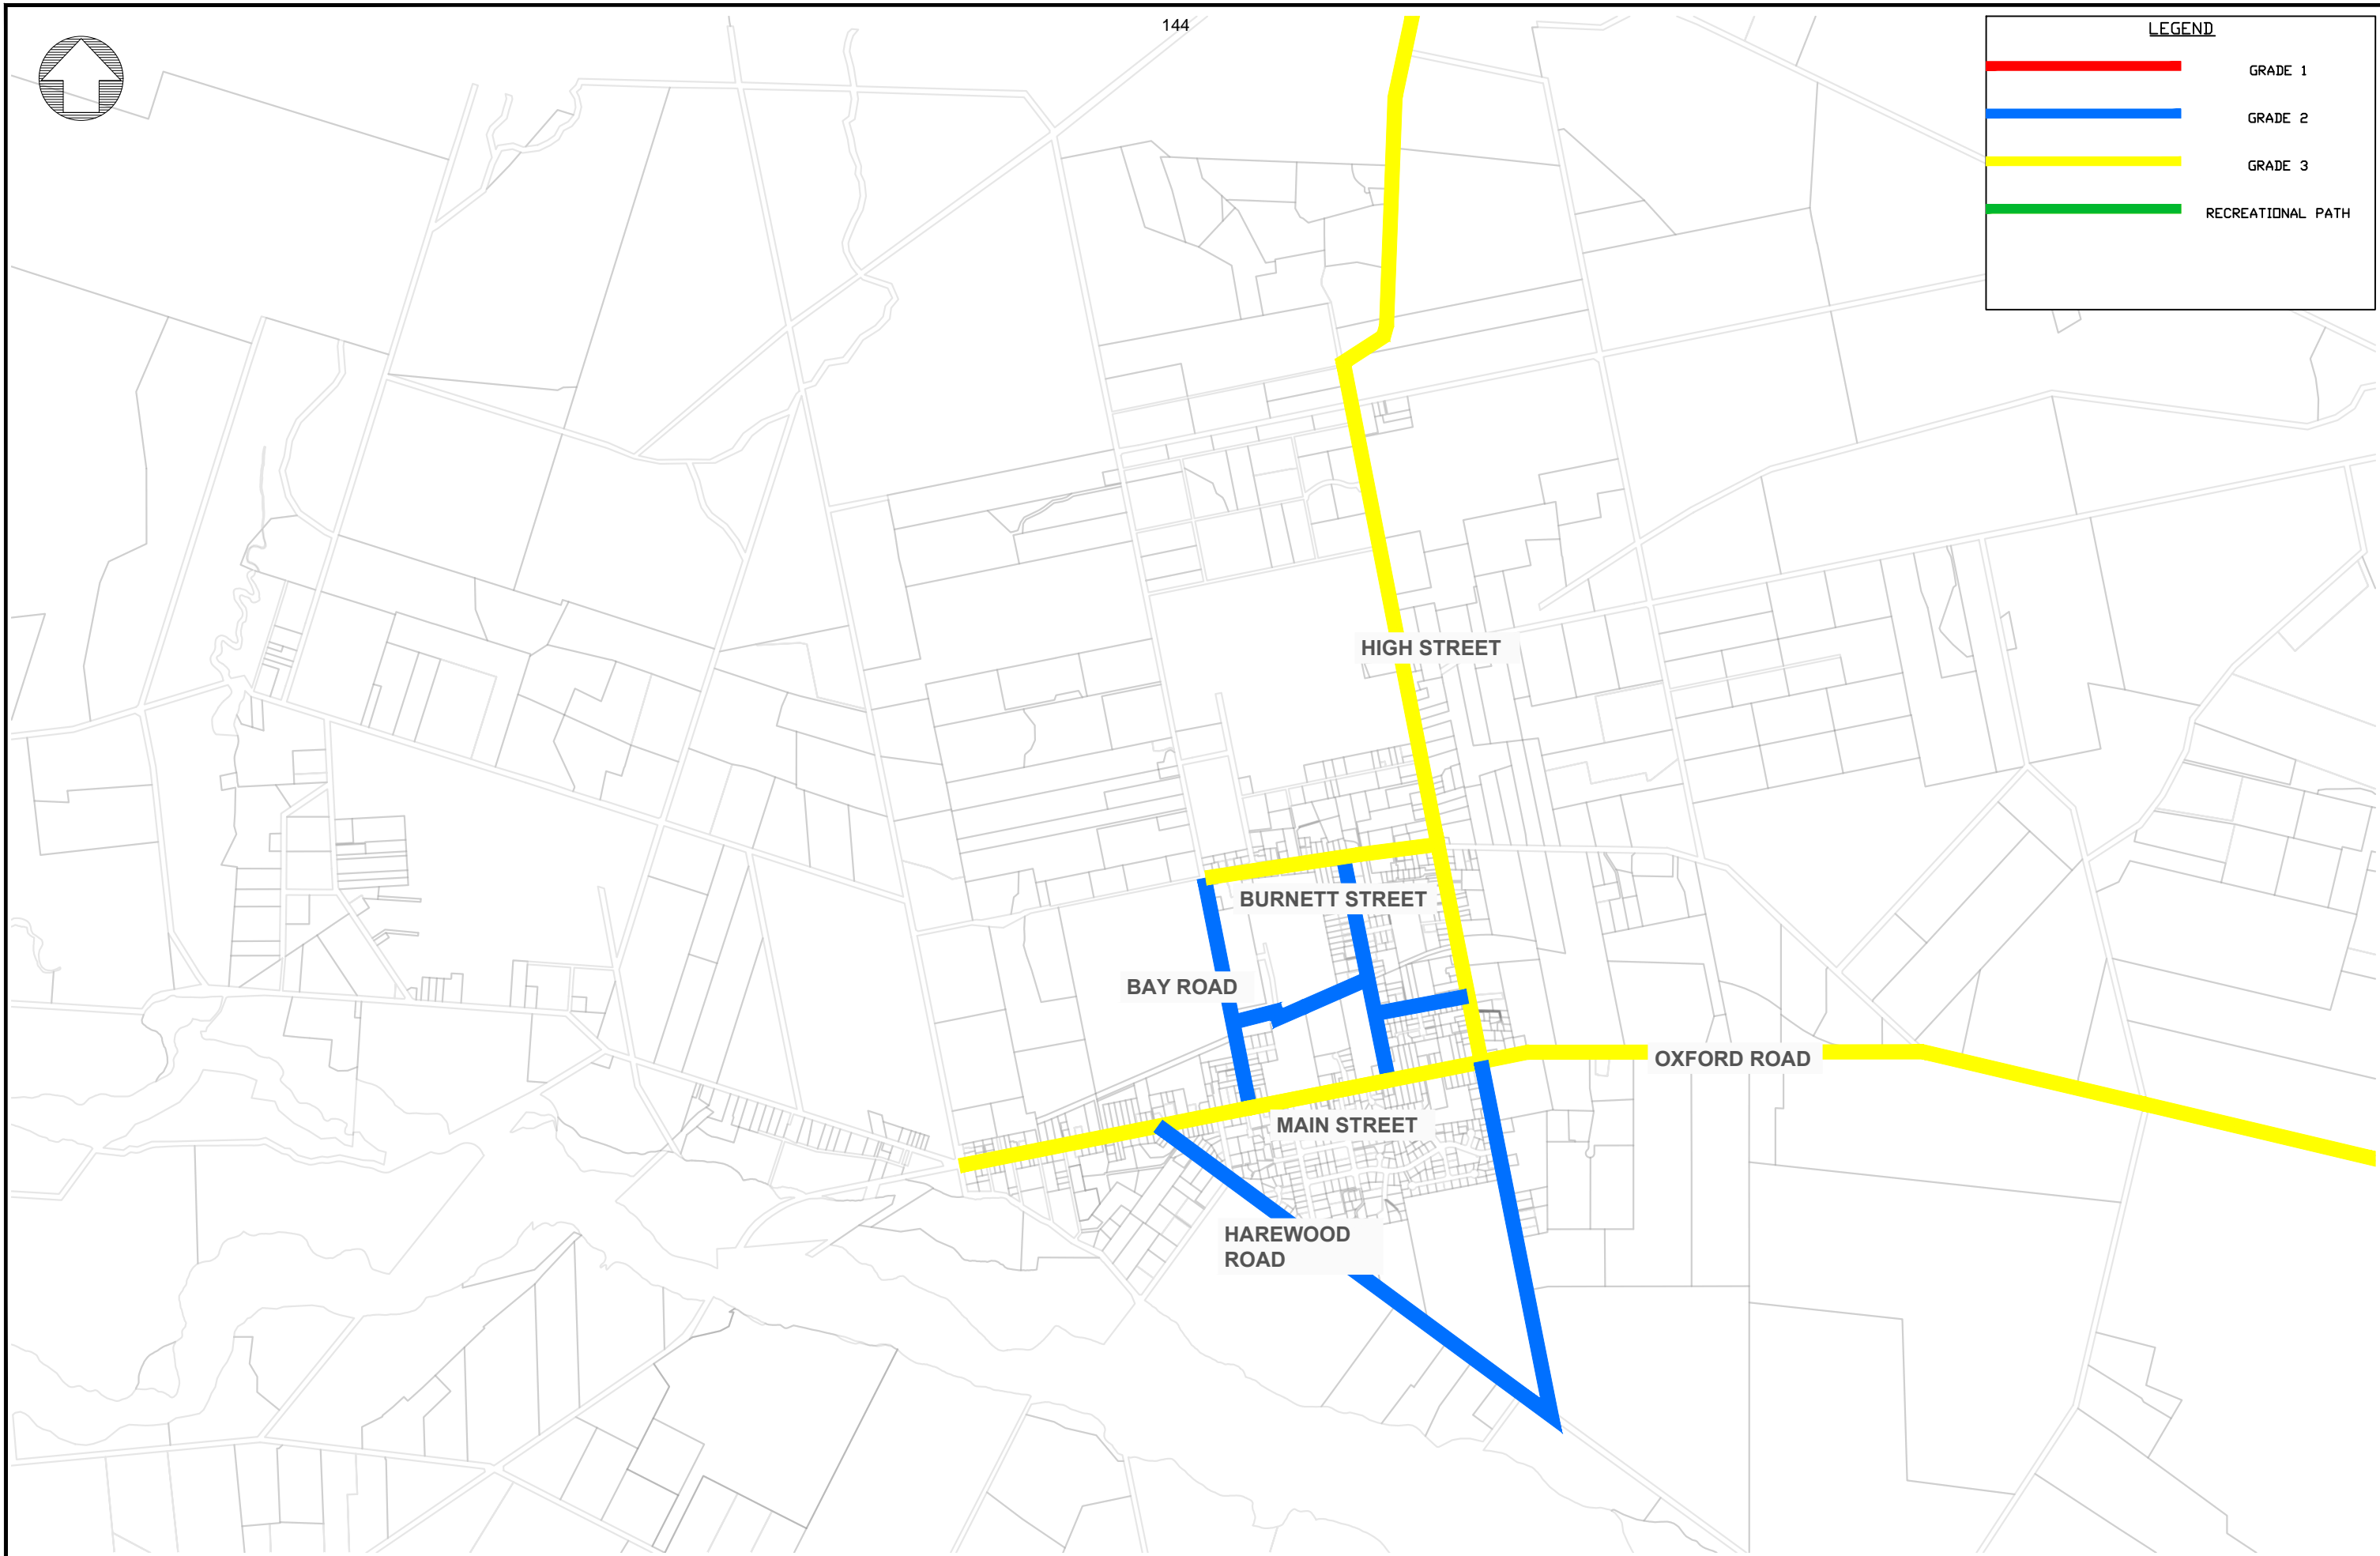 144
LEGEND
GRADE 1
GRADE 2
GRADE 3
RECREATIONAL PATH
HIGH STREET
BURNETT STREET
BAY ROAD
OXFORD ROAD
MAIN STREET
HAREWOOD
ROAD